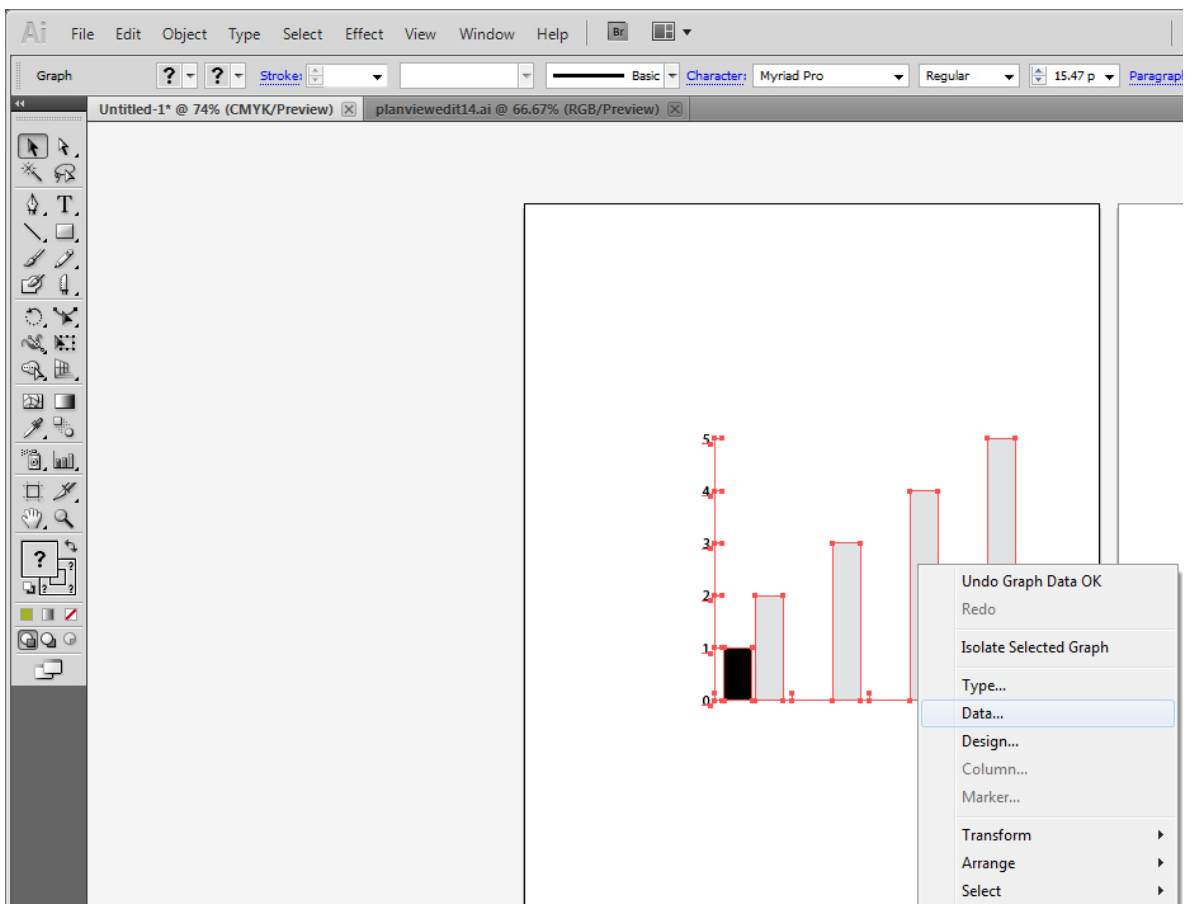 Ai File Edit Object Type Select Effect View Window Help Br
Graph ? ? Stroke: Basic Character: Myriad Pro Regular 15.47 p Paragraph
Untitled-1* @ 74% (CMYK/Preview) planviewedit14.ai @ 66.67% (RGB/Preview)
T
5
4
3
2
1
0
?
?
? ?
Undo Graph Data OK
Redo
Isolate Selected Graph
Type...
Data...
Design...
Column...
Marker...
Transform
Arrange
Select